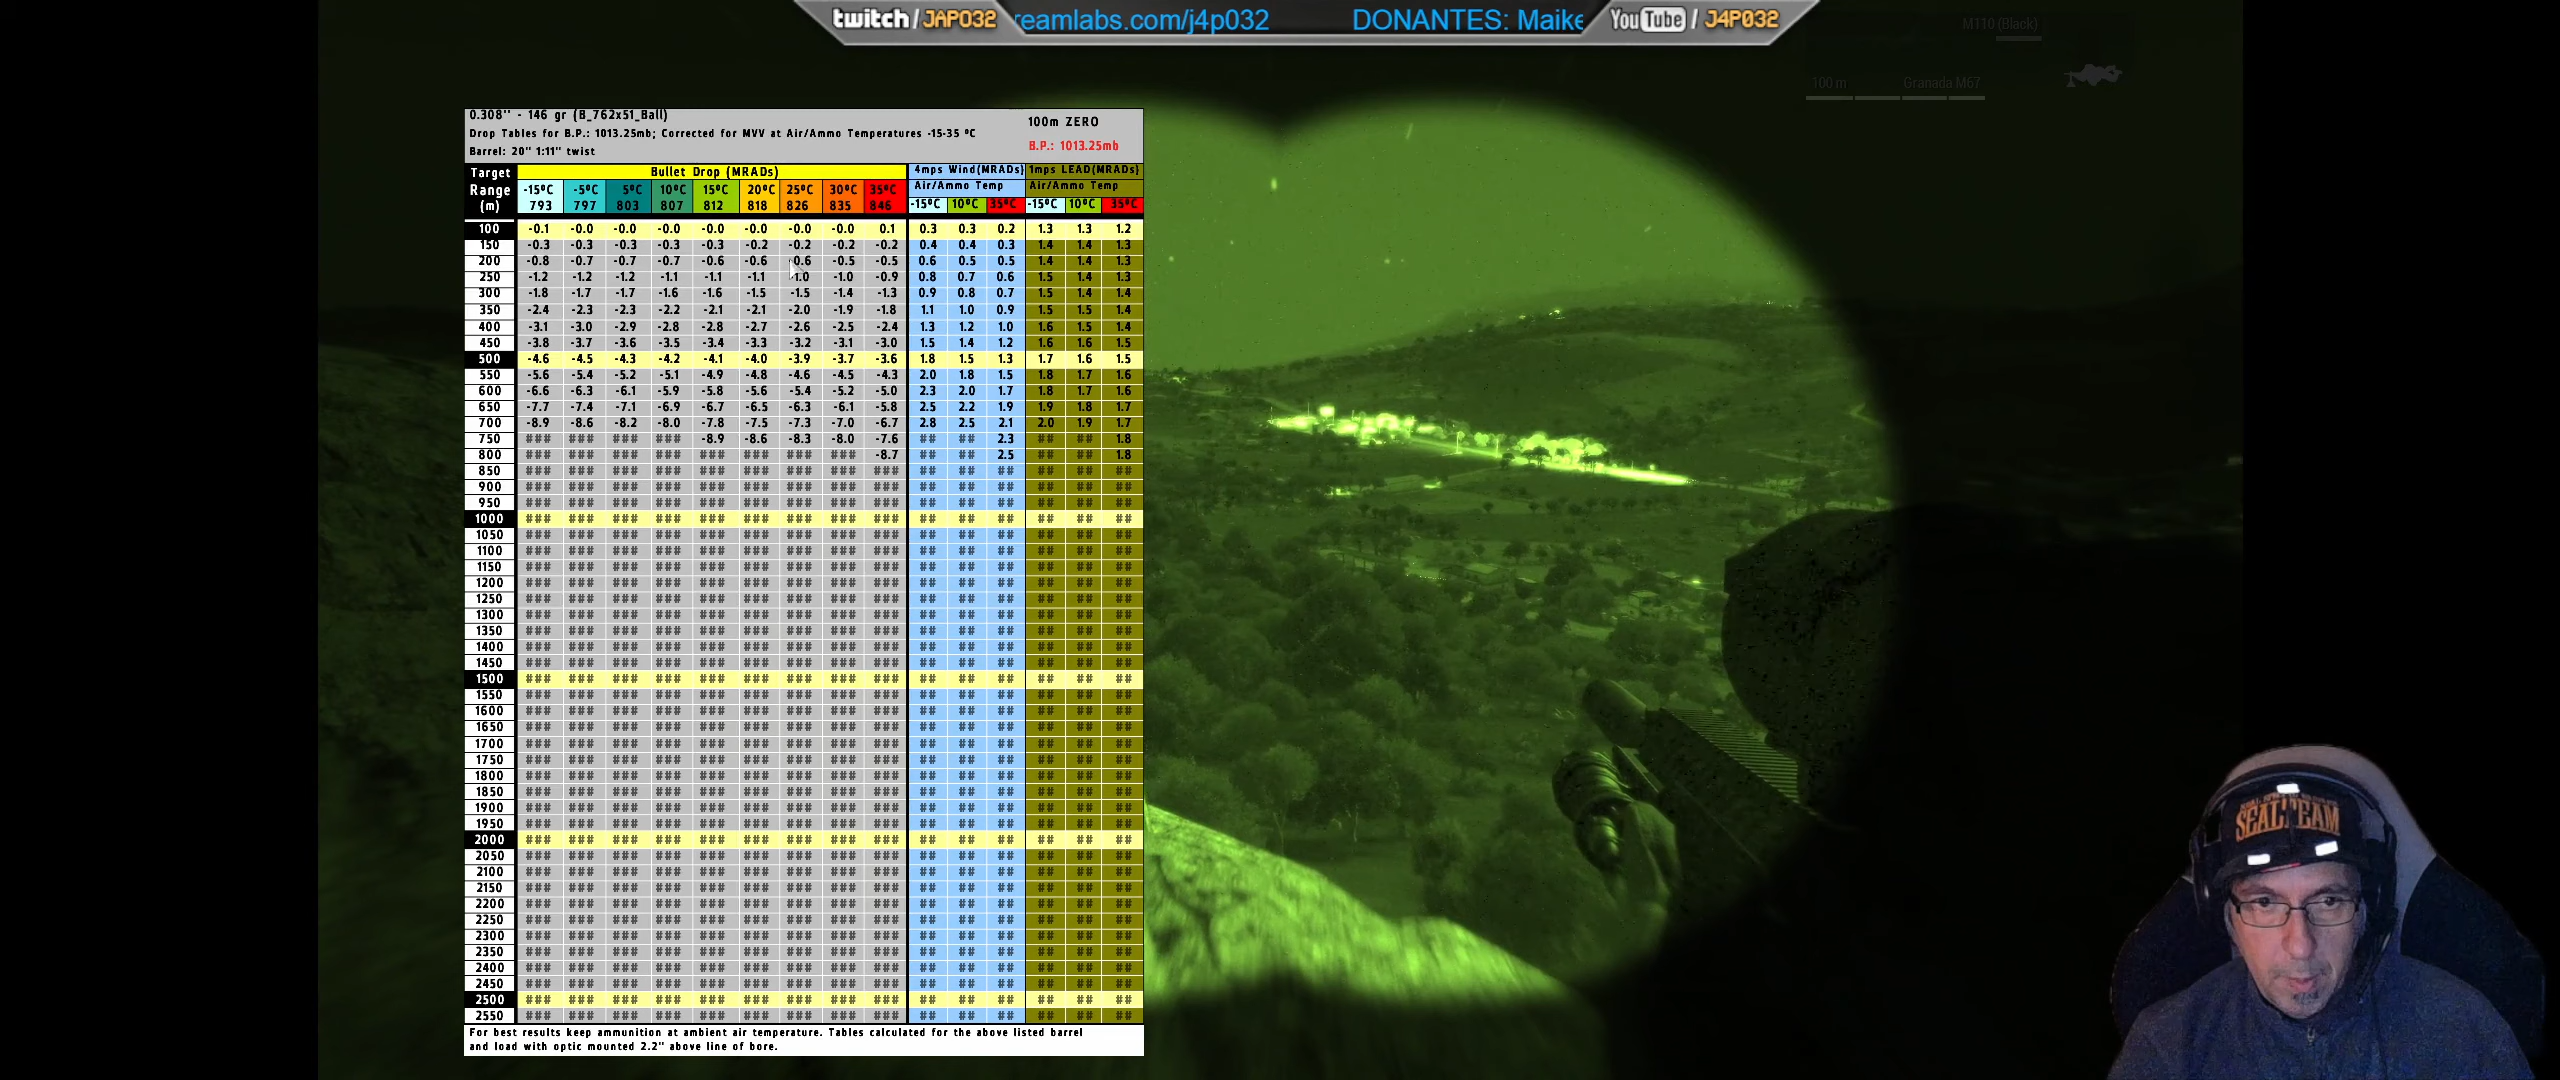 twitch / JAP032 reamlabs.com/j4p032 DONANTES: Maike YouTube / J4P032
M110 (Black)
100 m Granada M67
0.308" - 146 gr (B_762x51_Ball)
Drop Tables for B.P.: 1013.25mb; Corrected for MVV at Air/Ammo Temperatures -15-35 ºC
Barrel: 20" 1:11" twist
100m ZERO
B.P.: 1013.25mb
Target Range (m) Bullet Drop (MRADs) 4mps Wind(MRADs) 1mps LEAD(MRADs)
Air/Ammo Temp Air/Ammo Temp
-15ºC -5ºC 5ºC 10ºC 15ºC 20ºC 25ºC 30ºC 35ºC -15ºC 10ºC 35ºC -15ºC 10ºC 35ºC
793 797 803 807 812 818 826 835 846
100 -0.1 -0.0 -0.0 -0.0 -0.0 -0.0 -0.0 -0.0 0.1 0.3 0.3 0.2 1.3 1.3 1.2
150 -0.3 -0.3 -0.3 -0.3 -0.3 -0.2 -0.2 -0.2 -0.2 0.4 0.4 0.3 1.4 1.4 1.3
200 -0.8 -0.7 -0.7 -0.7 -0.6 -0.6 -0.6 -0.5 -0.5 0.6 0.5 0.5 1.4 1.4 1.3
250 -1.2 -1.2 -1.2 -1.1 -1.1 -1.1 -1.0 -1.0 -0.9 0.8 0.7 0.6 1.5 1.4 1.3
300 -1.8 -1.7 -1.7 -1.6 -1.6 -1.5 -1.5 -1.4 -1.3 0.9 0.8 0.7 1.5 1.4 1.4
350 -2.4 -2.3 -2.3 -2.2 -2.1 -2.1 -2.0 -1.9 -1.8 1.1 1.0 0.9 1.5 1.5 1.4
400 -3.1 -3.0 -2.9 -2.8 -2.8 -2.7 -2.6 -2.5 -2.4 1.3 1.2 1.0 1.6 1.5 1.4
450 -3.8 -3.7 -3.6 -3.5 -3.4 -3.3 -3.2 -3.1 -3.0 1.5 1.4 1.2 1.6 1.6 1.5
500 -4.6 -4.5 -4.3 -4.2 -4.1 -4.0 -3.9 -3.7 -3.6 1.8 1.5 1.3 1.7 1.6 1.5
550 -5.6 -5.4 -5.2 -5.1 -4.9 -4.8 -4.6 -4.5 -4.3 2.0 1.8 1.5 1.8 1.7 1.6
600 -6.6 -6.3 -6.1 -5.9 -5.8 -5.6 -5.4 -5.2 -5.0 2.3 2.0 1.7 1.8 1.7 1.6
650 -7.7 -7.4 -7.1 -6.9 -6.7 -6.5 -6.3 -6.1 -5.8 2.5 2.2 1.9 1.9 1.8 1.7
700 -8.9 -8.6 -8.2 -8.0 -7.8 -7.5 -7.3 -7.0 -6.7 2.8 2.5 2.1 2.0 1.9 1.7
750 ### ### ### ### -8.9 -8.6 -8.3 -8.0 -7.6 ## ## 2.3 ## ## 1.8
800 ### ### ### ### ### ### ### ### -8.7 ## ## 2.5 ## ## 1.8
850 ### ### ### ### ### ### ### ### ### ## ## ## ## ## ##
900 ### ### ### ### ### ### ### ### ### ## ## ## ## ## ##
950 ### ### ### ### ### ### ### ### ### ## ## ## ## ## ##
1000 ### ### ### ### ### ### ### ### ### ## ## ## ## ## ##
1050 ### ### ### ### ### ### ### ### ### ## ## ## ## ## ##
1100 ### ### ### ### ### ### ### ### ### ## ## ## ## ## ##
1150 ### ### ### ### ### ### ### ### ### ## ## ## ## ## ##
1200 ### ### ### ### ### ### ### ### ### ## ## ## ## ## ##
1250 ### ### ### ### ### ### ### ### ### ## ## ## ## ## ##
1300 ### ### ### ### ### ### ### ### ### ## ## ## ## ## ##
1350 ### ### ### ### ### ### ### ### ### ## ## ## ## ## ##
1400 ### ### ### ### ### ### ### ### ### ## ## ## ## ## ##
1450 ### ### ### ### ### ### ### ### ### ## ## ## ## ## ##
1500 ### ### ### ### ### ### ### ### ### ## ## ## ## ## ##
1550 ### ### ### ### ### ### ### ### ### ## ## ## ## ## ##
1600 ### ### ### ### ### ### ### ### ### ## ## ## ## ## ##
1650 ### ### ### ### ### ### ### ### ### ## ## ## ## ## ##
1700 ### ### ### ### ### ### ### ### ### ## ## ## ## ## ##
1750 ### ### ### ### ### ### ### ### ### ## ## ## ## ## ##
1800 ### ### ### ### ### ### ### ### ### ## ## ## ## ## ##
1850 ### ### ### ### ### ### ### ### ### ## ## ## ## ## ##
1900 ### ### ### ### ### ### ### ### ### ## ## ## ## ## ##
1950 ### ### ### ### ### ### ### ### ### ## ## ## ## ## ##
2000 ### ### ### ### ### ### ### ### ### ## ## ## ## ## ##
2050 ### ### ### ### ### ### ### ### ### ## ## ## ## ## ##
2100 ### ### ### ### ### ### ### ### ### ## ## ## ## ## ##
2150 ### ### ### ### ### ### ### ### ### ## ## ## ## ## ##
2200 ### ### ### ### ### ### ### ### ### ## ## ## ## ## ##
2250 ### ### ### ### ### ### ### ### ### ## ## ## ## ## ##
2300 ### ### ### ### ### ### ### ### ### ## ## ## ## ## ##
2350 ### ### ### ### ### ### ### ### ### ## ## ## ## ## ##
2400 ### ### ### ### ### ### ### ### ### ## ## ## ## ## ##
2450 ### ### ### ### ### ### ### ### ### ## ## ## ## ## ##
2500 ### ### ### ### ### ### ### ### ### ## ## ## ## ## ##
2550 ### ### ### ### ### ### ### ### ### ## ## ## ## ## ##
For best results keep ammunition at ambient air temperature. Tables calculated for the above listed barrel
and load with optic mounted 2.2" above line of bore.
SEAL TEAM